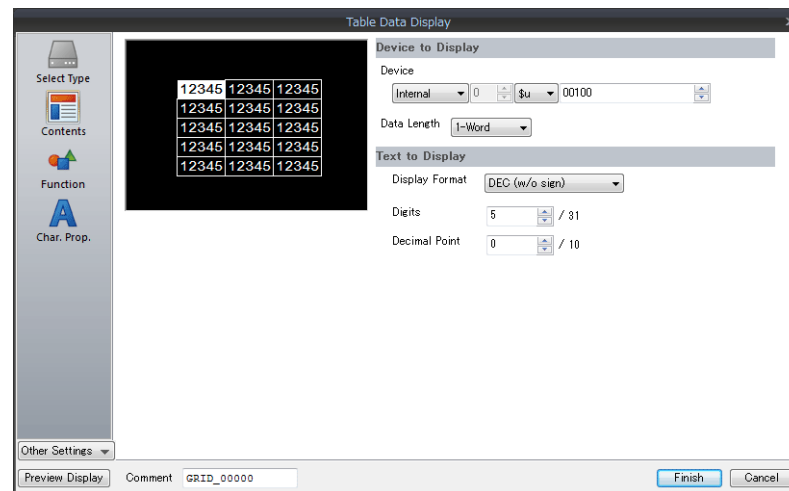 Table Data Display
Select Type
Contents
Function
Char. Prop.
Other Settings
12345 12345 12345
12345 12345 12345
12345 12345 12345
12345 12345 12345
12345 12345 12345
Device to Display
Device
Internal 0 $u 00100
Data Length 1-Word
Text to Display
Display Format DEC (w/o sign)
Digits 5 / 31
Decimal Point 0 / 10
Preview Display Comment GRID_00000 Finish Cancel